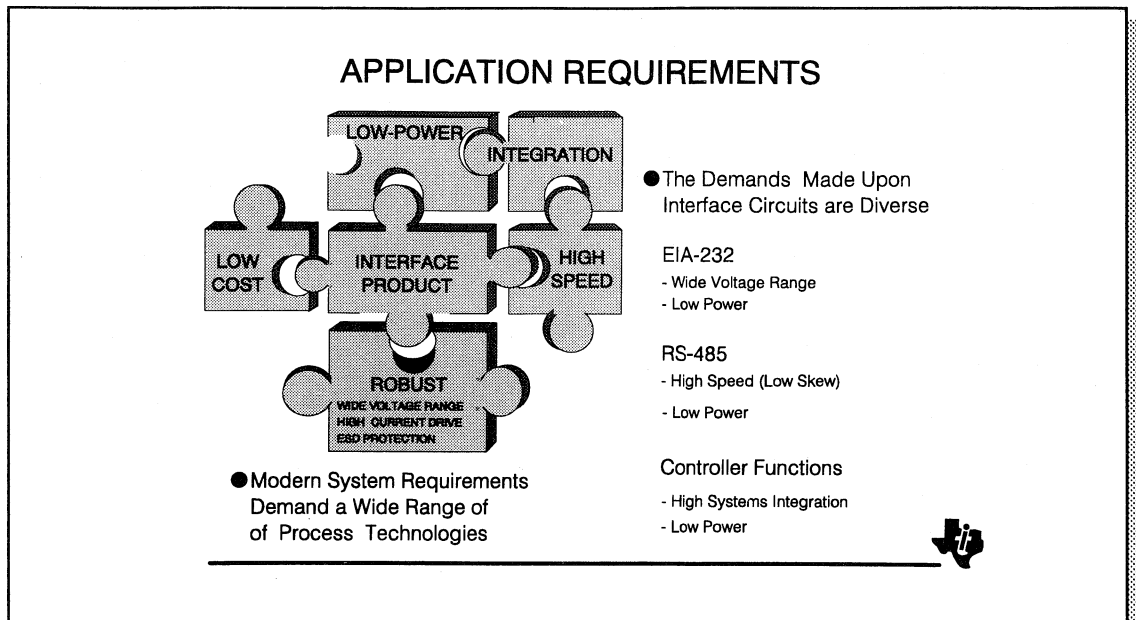 APPLICATION REQUIREMENTS
LOW-POWER
INTEGRATION
LOW
COST
INTERFACE
PRODUCT
HIGH
SPEED
ROBUST
WIDE VOLTAGE RANGE
HIGH CURRENT DRIVE
ESD PROTECTION
● Modern System Requirements
Demand a Wide Range of
of Process Technologies
● The Demands Made Upon
Interface Circuits are Diverse
EIA-232
- Wide Voltage Range
- Low Power
RS-485
- High Speed (Low Skew)
- Low Power
Controller Functions
- High Systems Integration
- Low Power
ti